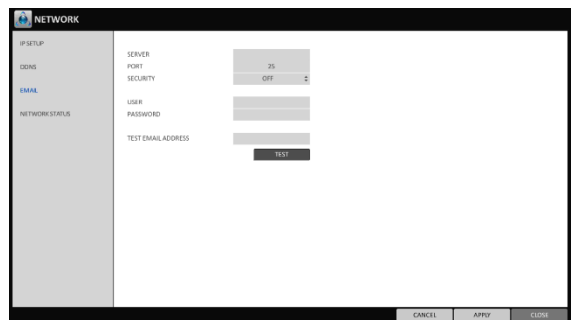 NETWORK
IP SETUP
DDNS
EMAIL
NETWORK STATUS
SERVER
PORT 25
SECURITY OFF
USER
PASSWORD
TEST EMAIL ADDRESS
TEST
CANCEL APPLY CLOSE